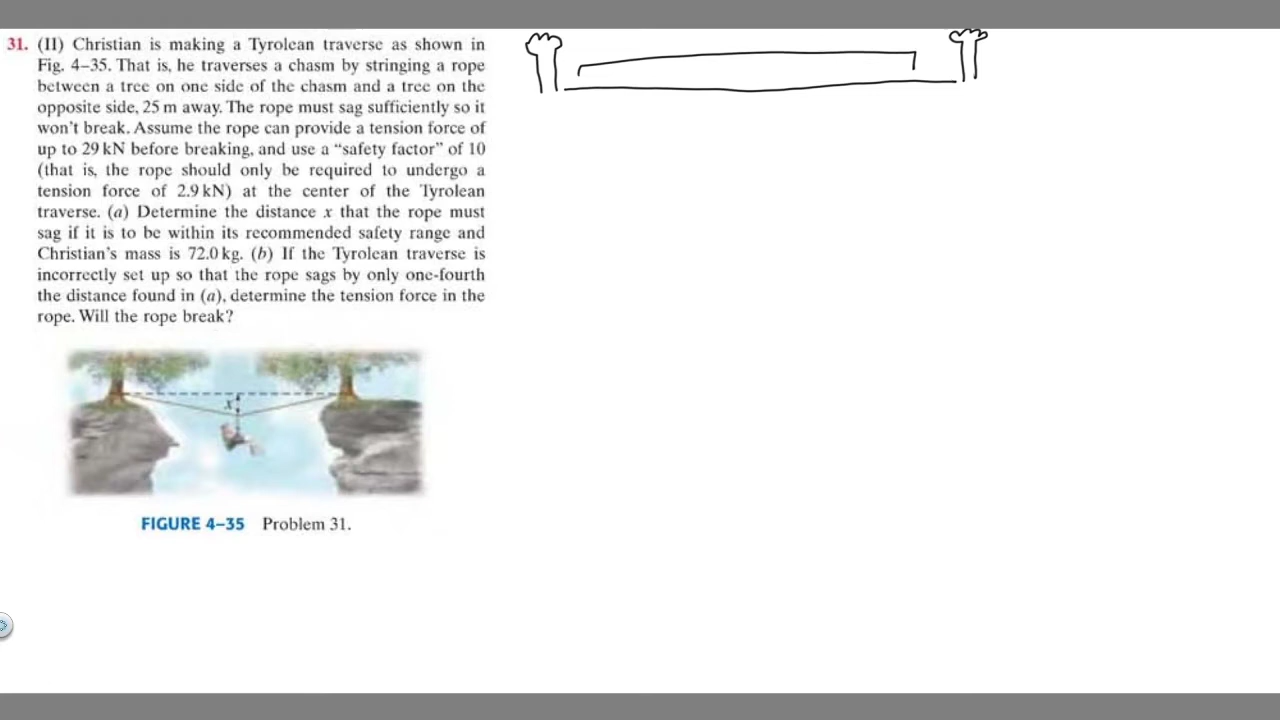 31. (II) Christian is making a Tyrolean traverse as shown in
Fig. 4–35. That is, he traverses a chasm by stringing a rope
between a tree on one side of the chasm and a tree on the
opposite side, 25 m away. The rope must sag sufficiently so it
won't break. Assume the rope can provide a tension force of
up to 29 kN before breaking, and use a “safety factor” of 10
(that is, the rope should only be required to undergo a
tension force of 2.9 kN) at the center of the Tyrolean
traverse. (a) Determine the distance x that the rope must
sag if it is to be within its recommended safety range and
Christian's mass is 72.0 kg. (b) If the Tyrolean traverse is
incorrectly set up so that the rope sags by only one-fourth
the distance found in (a), determine the tension force in the
rope. Will the rope break?
x
FIGURE 4–35 Problem 31.